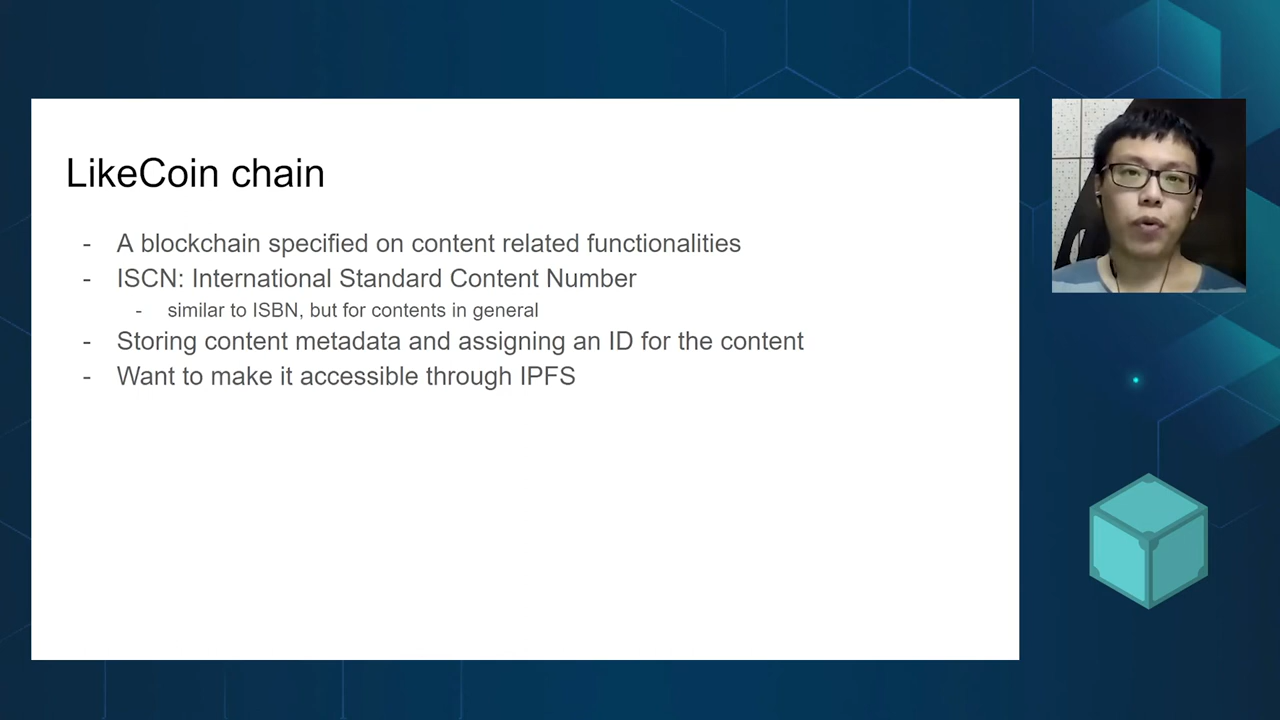 LikeCoin chain
- A blockchain specified on content related functionalities
- ISCN: International Standard Content Number
- similar to ISBN, but for contents in general
- Storing content metadata and assigning an ID for the content
- Want to make it accessible through IPFS